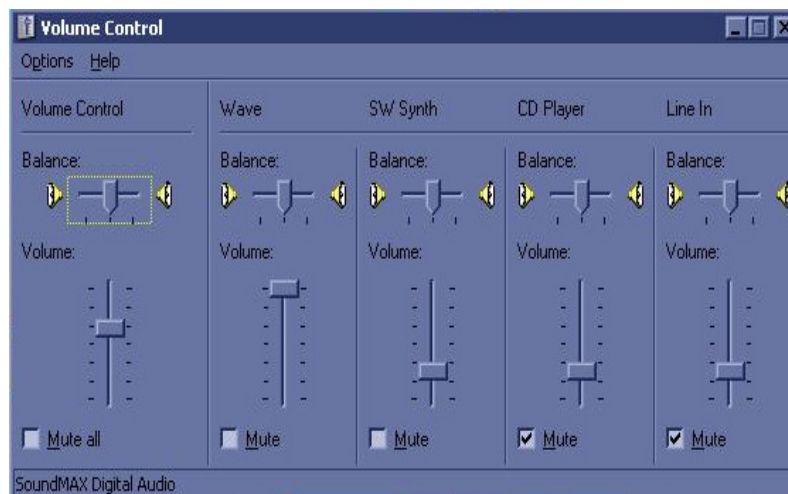 Volume Control
Options Help
Volume Control Wave SW Synth CD Player Line In
Balance: Balance: Balance: Balance: Balance:
Volume: Volume: Volume: Volume: Volume:
Mute all Mute Mute Mute Mute
SoundMAX Digital Audio